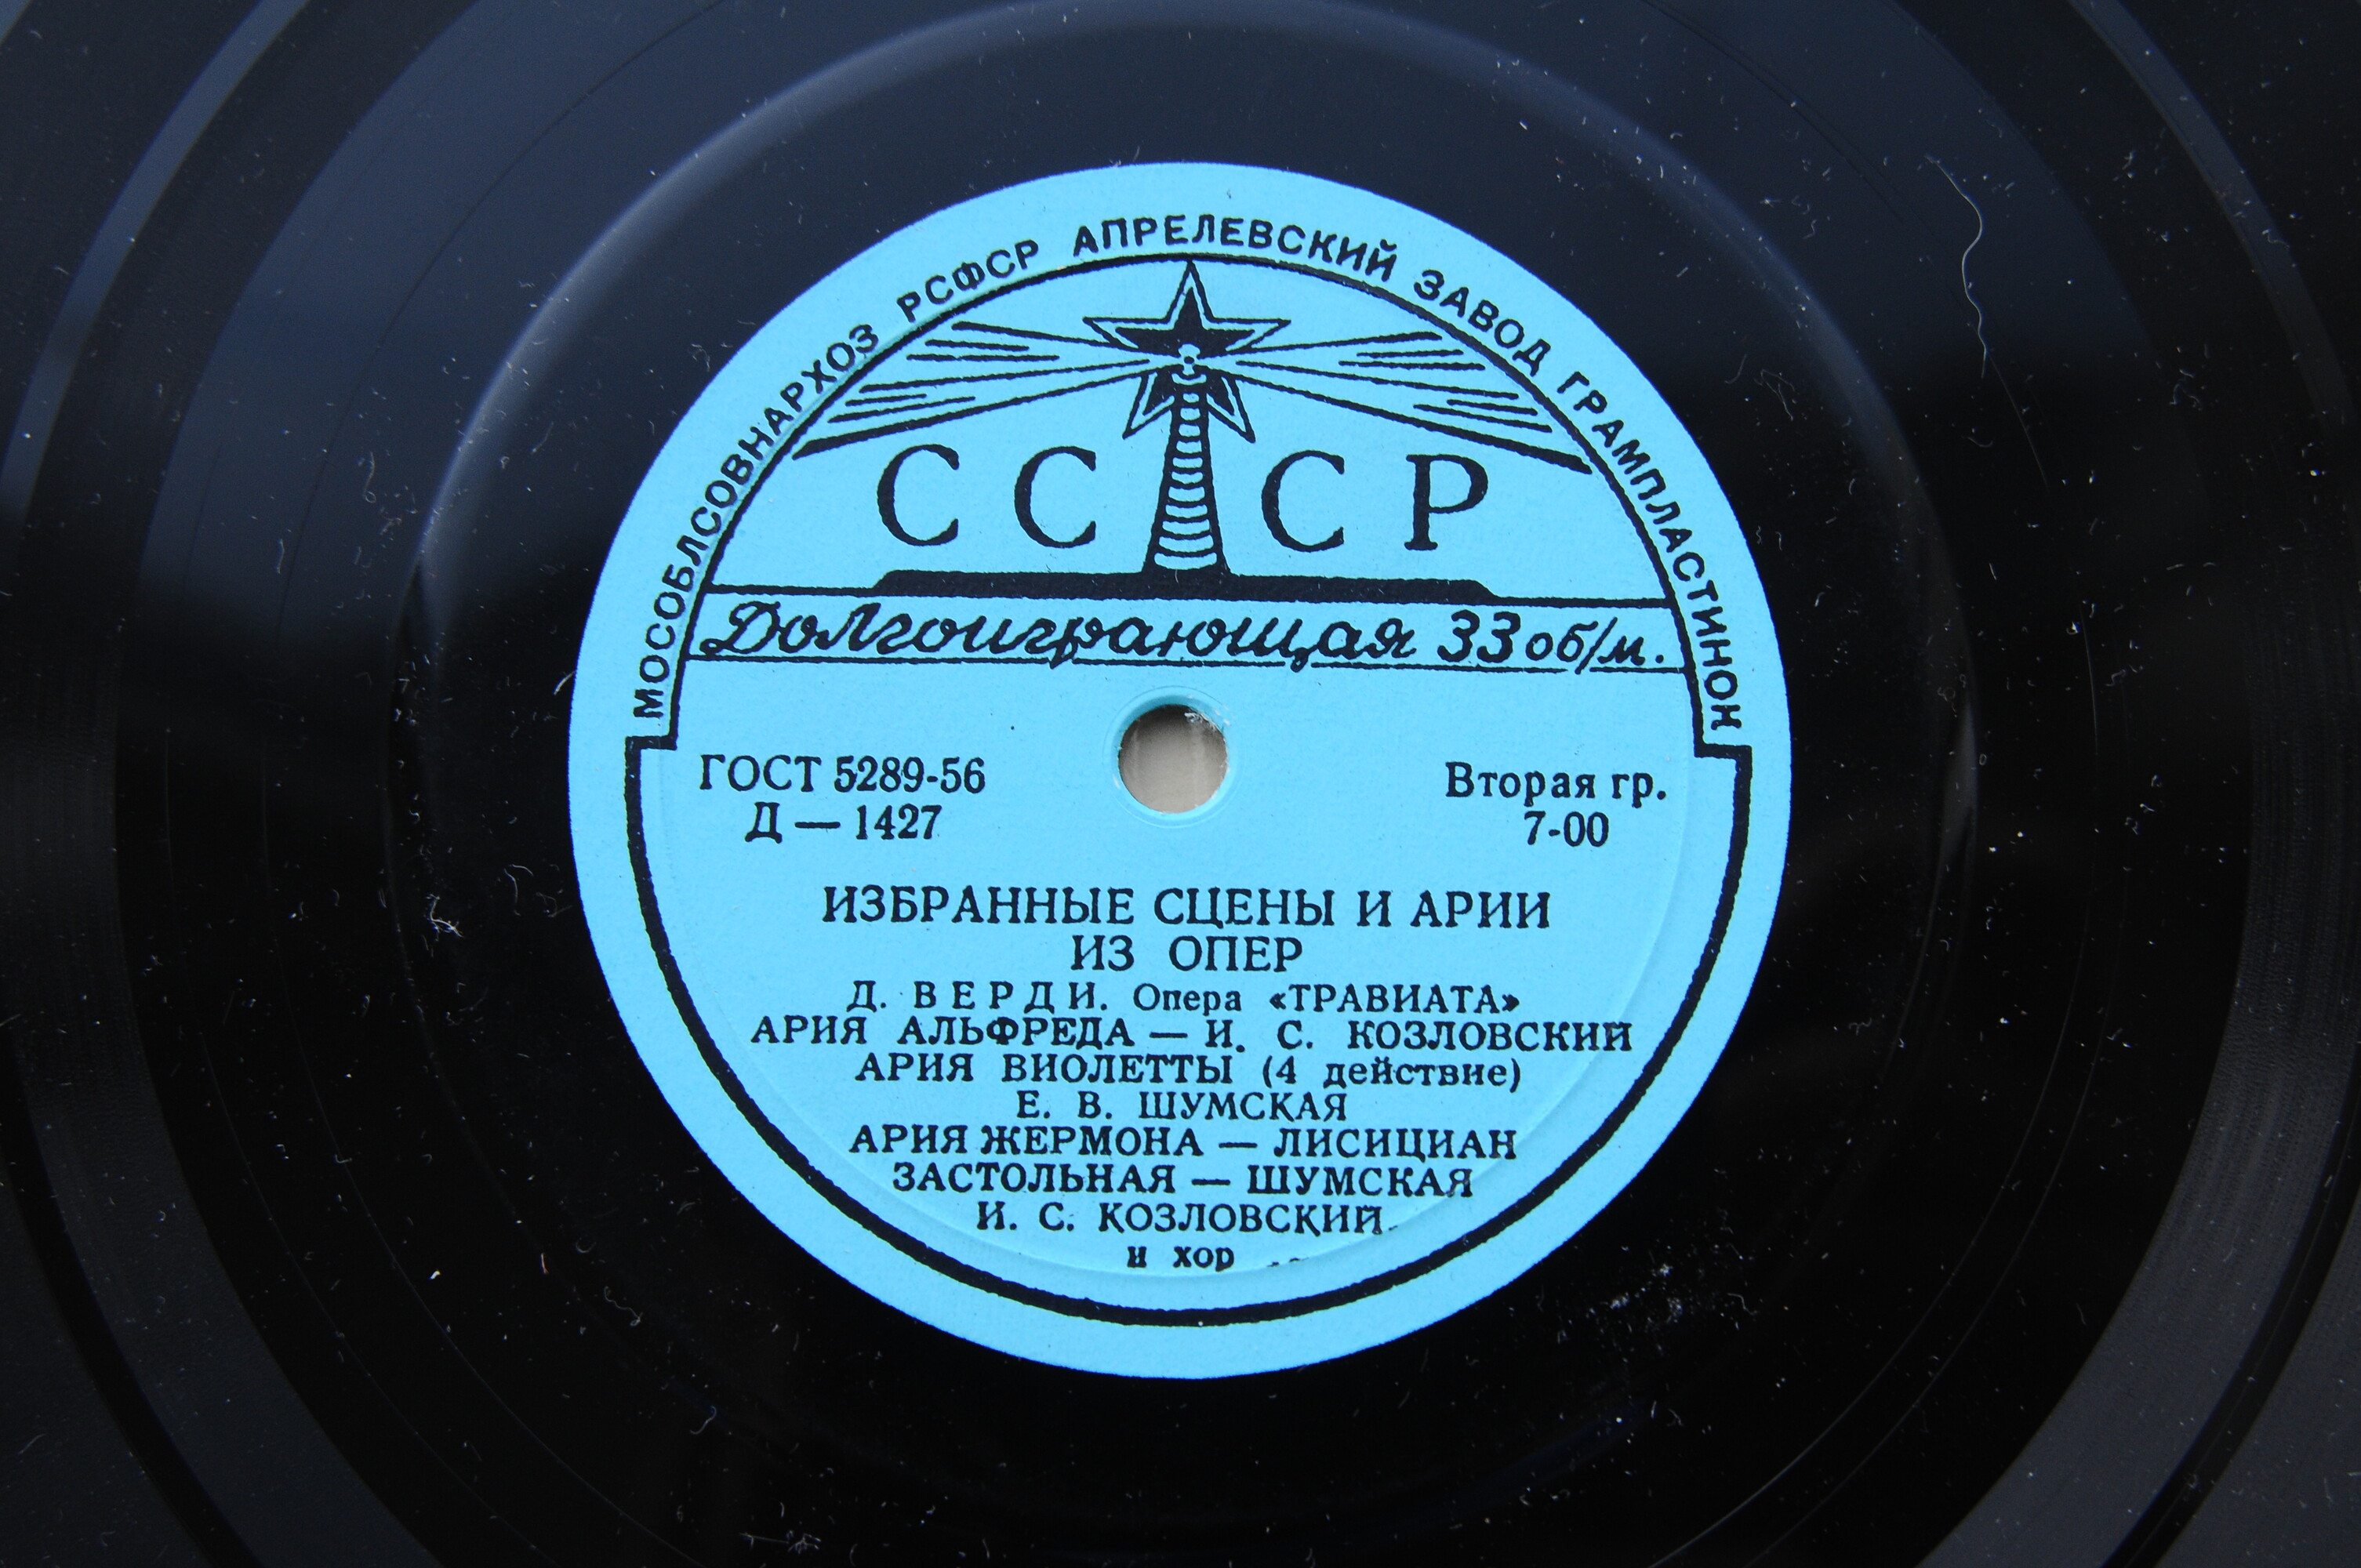 МОСОБЛСОВНАРХОЗ РСФСР АПРЕЛЕВСКИЙ ЗАВОД ГРАМПЛАСТИНОК
СССР
Долгоиграющая 33 об/м.
ГОСТ 5289-56
Д — 1427
Вторая гр.
7-00
ИЗБРАННЫЕ СЦЕНЫ И АРИИ
ИЗ ОПЕР
Д. ВЕРДИ. Опера «ТРАВИАТА»
АРИЯ АЛЬФРЕДА — И. С. КОЗЛОВСКИЙ
АРИЯ ВИОЛЕТТЫ (4 действие)
Е. В. ШУМСКАЯ
АРИЯ ЖЕРМОНА — ЛИСИЦИАН
ЗАСТОЛЬНАЯ — ШУМСКАЯ
И. С. КОЗЛОВСКИЙ
и хор